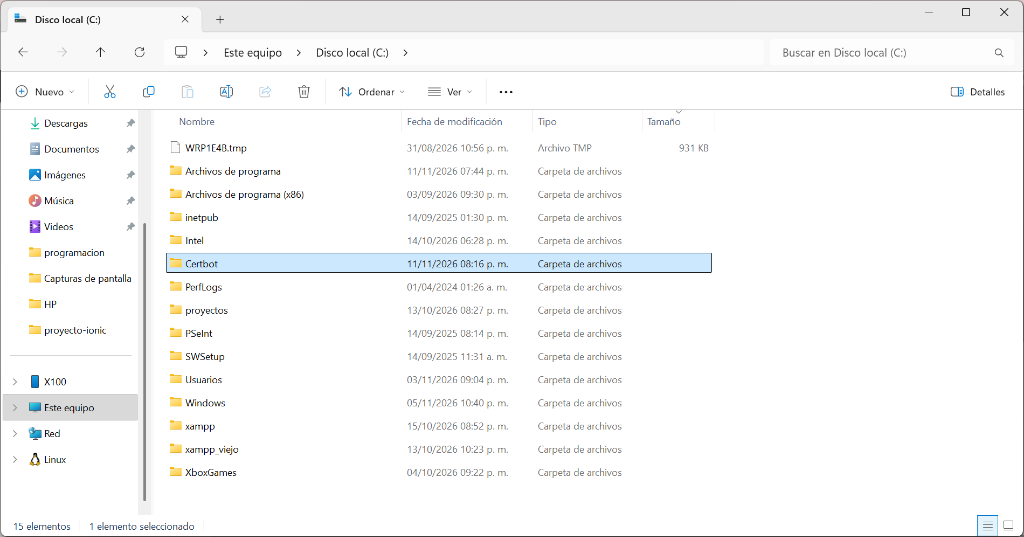 Disco local (C:)
Este equipo
Disco local (C:)
Buscar en Disco local (C:)
Nuevo
Ordenar
Ver
Detalles
Descargas
Documentos
Imágenes
Música
Videos
programacion
Capturas de pantalla
HP
proyecto-ionic
X100
Este equipo
Red
Linux
Nombre Fecha de modificación Tipo Tamaño
WRP1E4B.tmp 31/08/2026 10:56 p. m. Archivo TMP 931 KB
Archivos de programa 11/11/2026 07:44 p. m. Carpeta de archivos
Archivos de programa (x86) 03/09/2026 09:30 p. m. Carpeta de archivos
inetpub 14/09/2025 01:30 p. m. Carpeta de archivos
Intel 14/10/2026 06:28 p. m. Carpeta de archivos
Certbot 11/11/2026 08:16 p. m. Carpeta de archivos
PerfLogs 01/04/2024 01:26 a. m. Carpeta de archivos
proyectos 13/10/2026 08:27 p. m. Carpeta de archivos
PSeInt 14/09/2025 08:14 p. m. Carpeta de archivos
SWSetup 14/09/2025 11:31 a. m. Carpeta de archivos
Usuarios 03/11/2026 09:04 p. m. Carpeta de archivos
Windows 05/11/2026 10:40 p. m. Carpeta de archivos
xampp 15/10/2026 08:52 p. m. Carpeta de archivos
xampp_viejo 13/10/2026 10:23 p. m. Carpeta de archivos
XboxGames 04/10/2026 09:22 p. m. Carpeta de archivos
15 elementos 1 elemento seleccionado